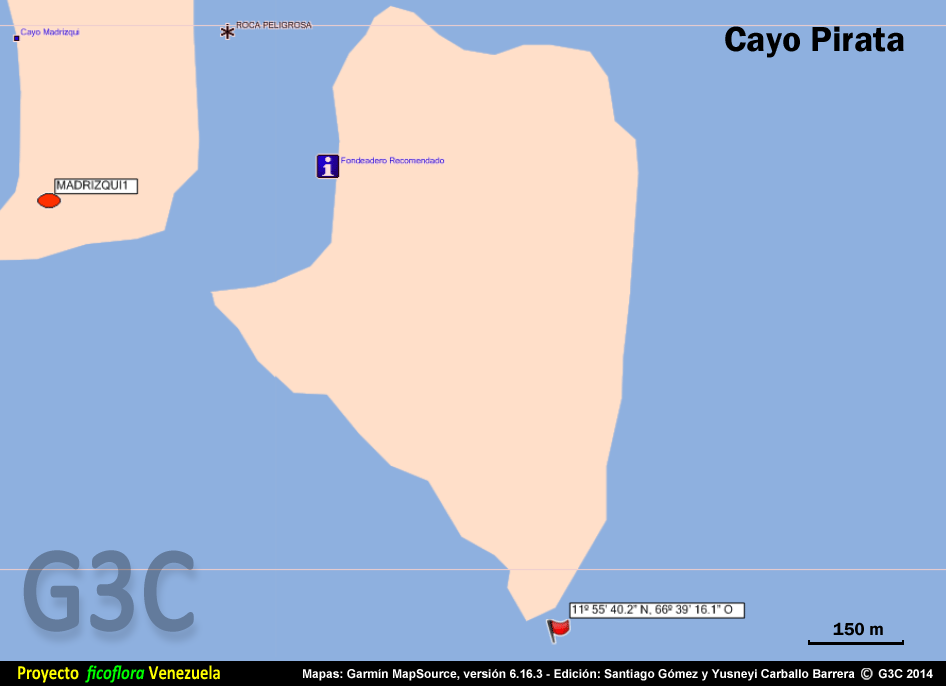 ROCA PELIGROSA
Cayo Madrizqui
Cayo Pirata
Fondeadero Recomendado
MADRIZQUI1
G3C
11º 55' 40.2" N, 66º 39' 16.1" O
150 m
Proyecto ficoflora Venezuela
Mapas: Garmin MapSource, versión 6.16.3 - Edición: Santiago Gómez y Yusneyi Carballo Barrera © G3C 2014